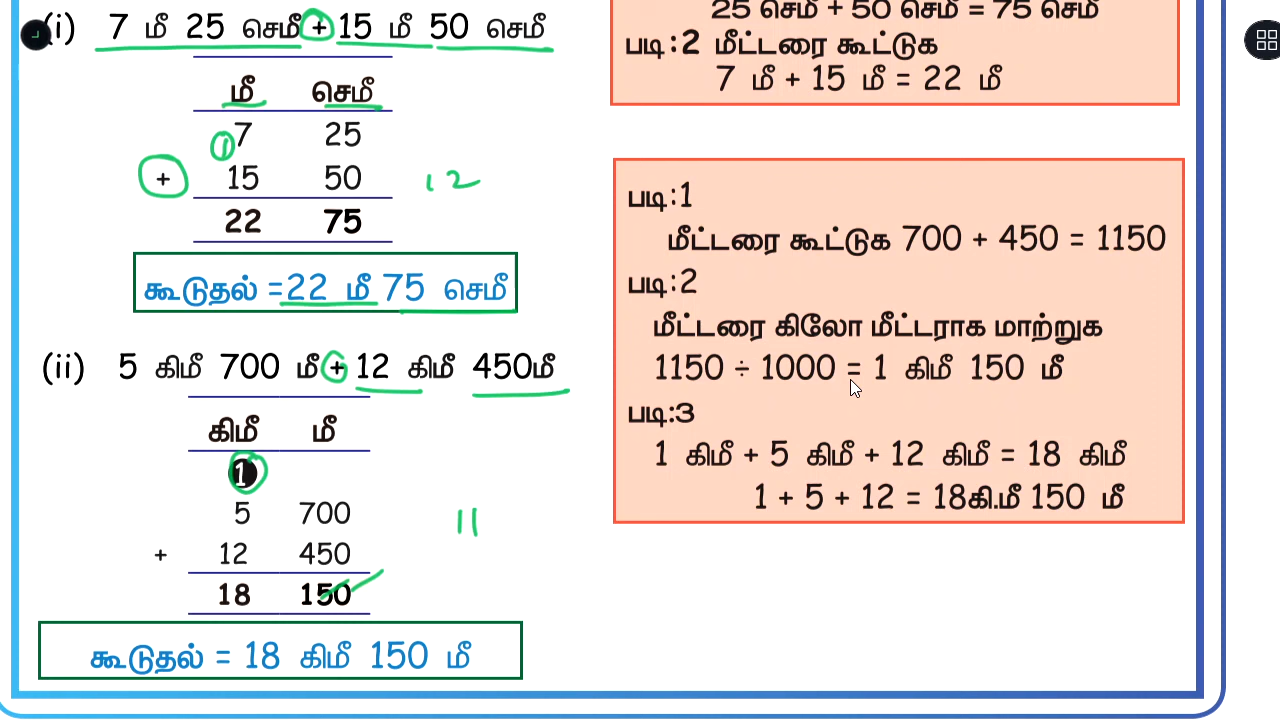 (i) 7 மீ 25 செமீ + 15 மீ 50 செமீ
மீ செமீ
1
7 25
+ 15 50
12
22 75
கூடுதல் = 22 மீ 75 செமீ
(ii) 5 கிமீ 700 மீ + 12 கிமீ 450மீ
கிமீ மீ
1
5 700
11
+ 12 450
18 150
கூடுதல் = 18 கிமீ 150 மீ
25 செமீ + 50 செமீ = 75 செமீ
படி:2 மீட்டரை கூட்டுக
7 மீ + 15 மீ = 22 மீ
படி:1
மீட்டரை கூட்டுக 700 + 450 = 1150
படி:2
மீட்டரை கிலோ மீட்டராக மாற்றுக
1150 ÷ 1000 = 1 கிமீ 150 மீ
படி:3
1 கிமீ + 5 கிமீ + 12 கிமீ = 18 கிமீ
1 + 5 + 12 = 18கி.மீ 150 மீ